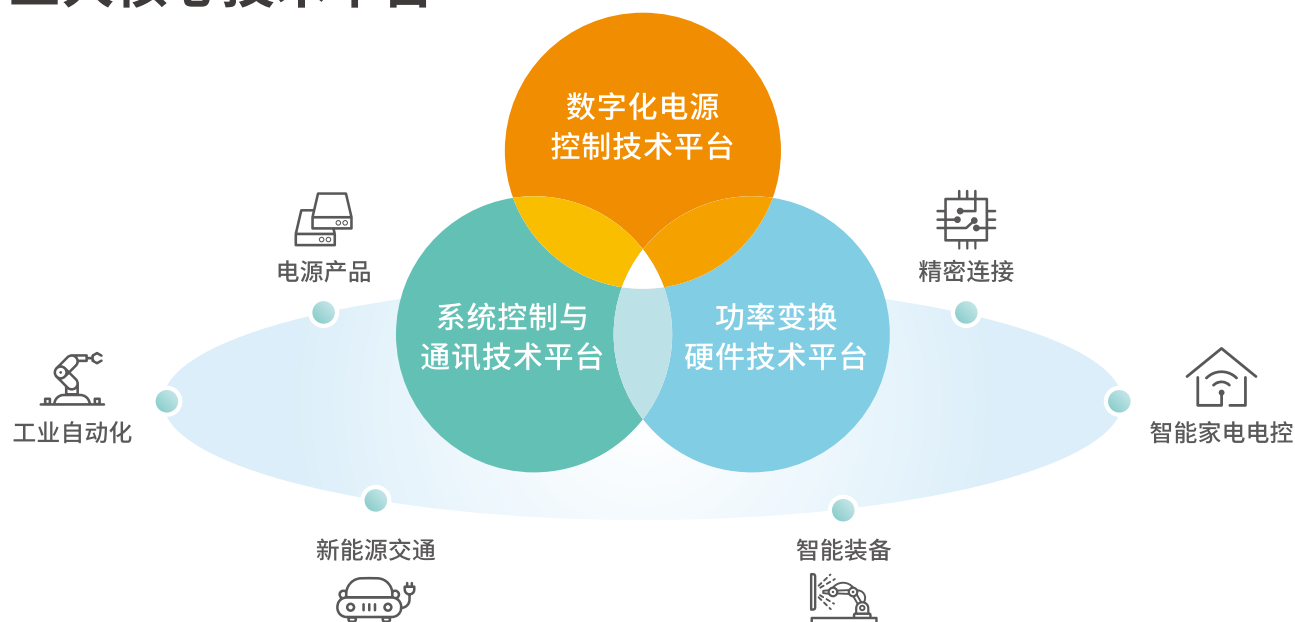 数字化电源
控制技术平台
电源产品
精密连接
系统控制与
通讯技术平台
功率变换
硬件技术平台
工业自动化
智能家电电控
新能源交通
智能装备